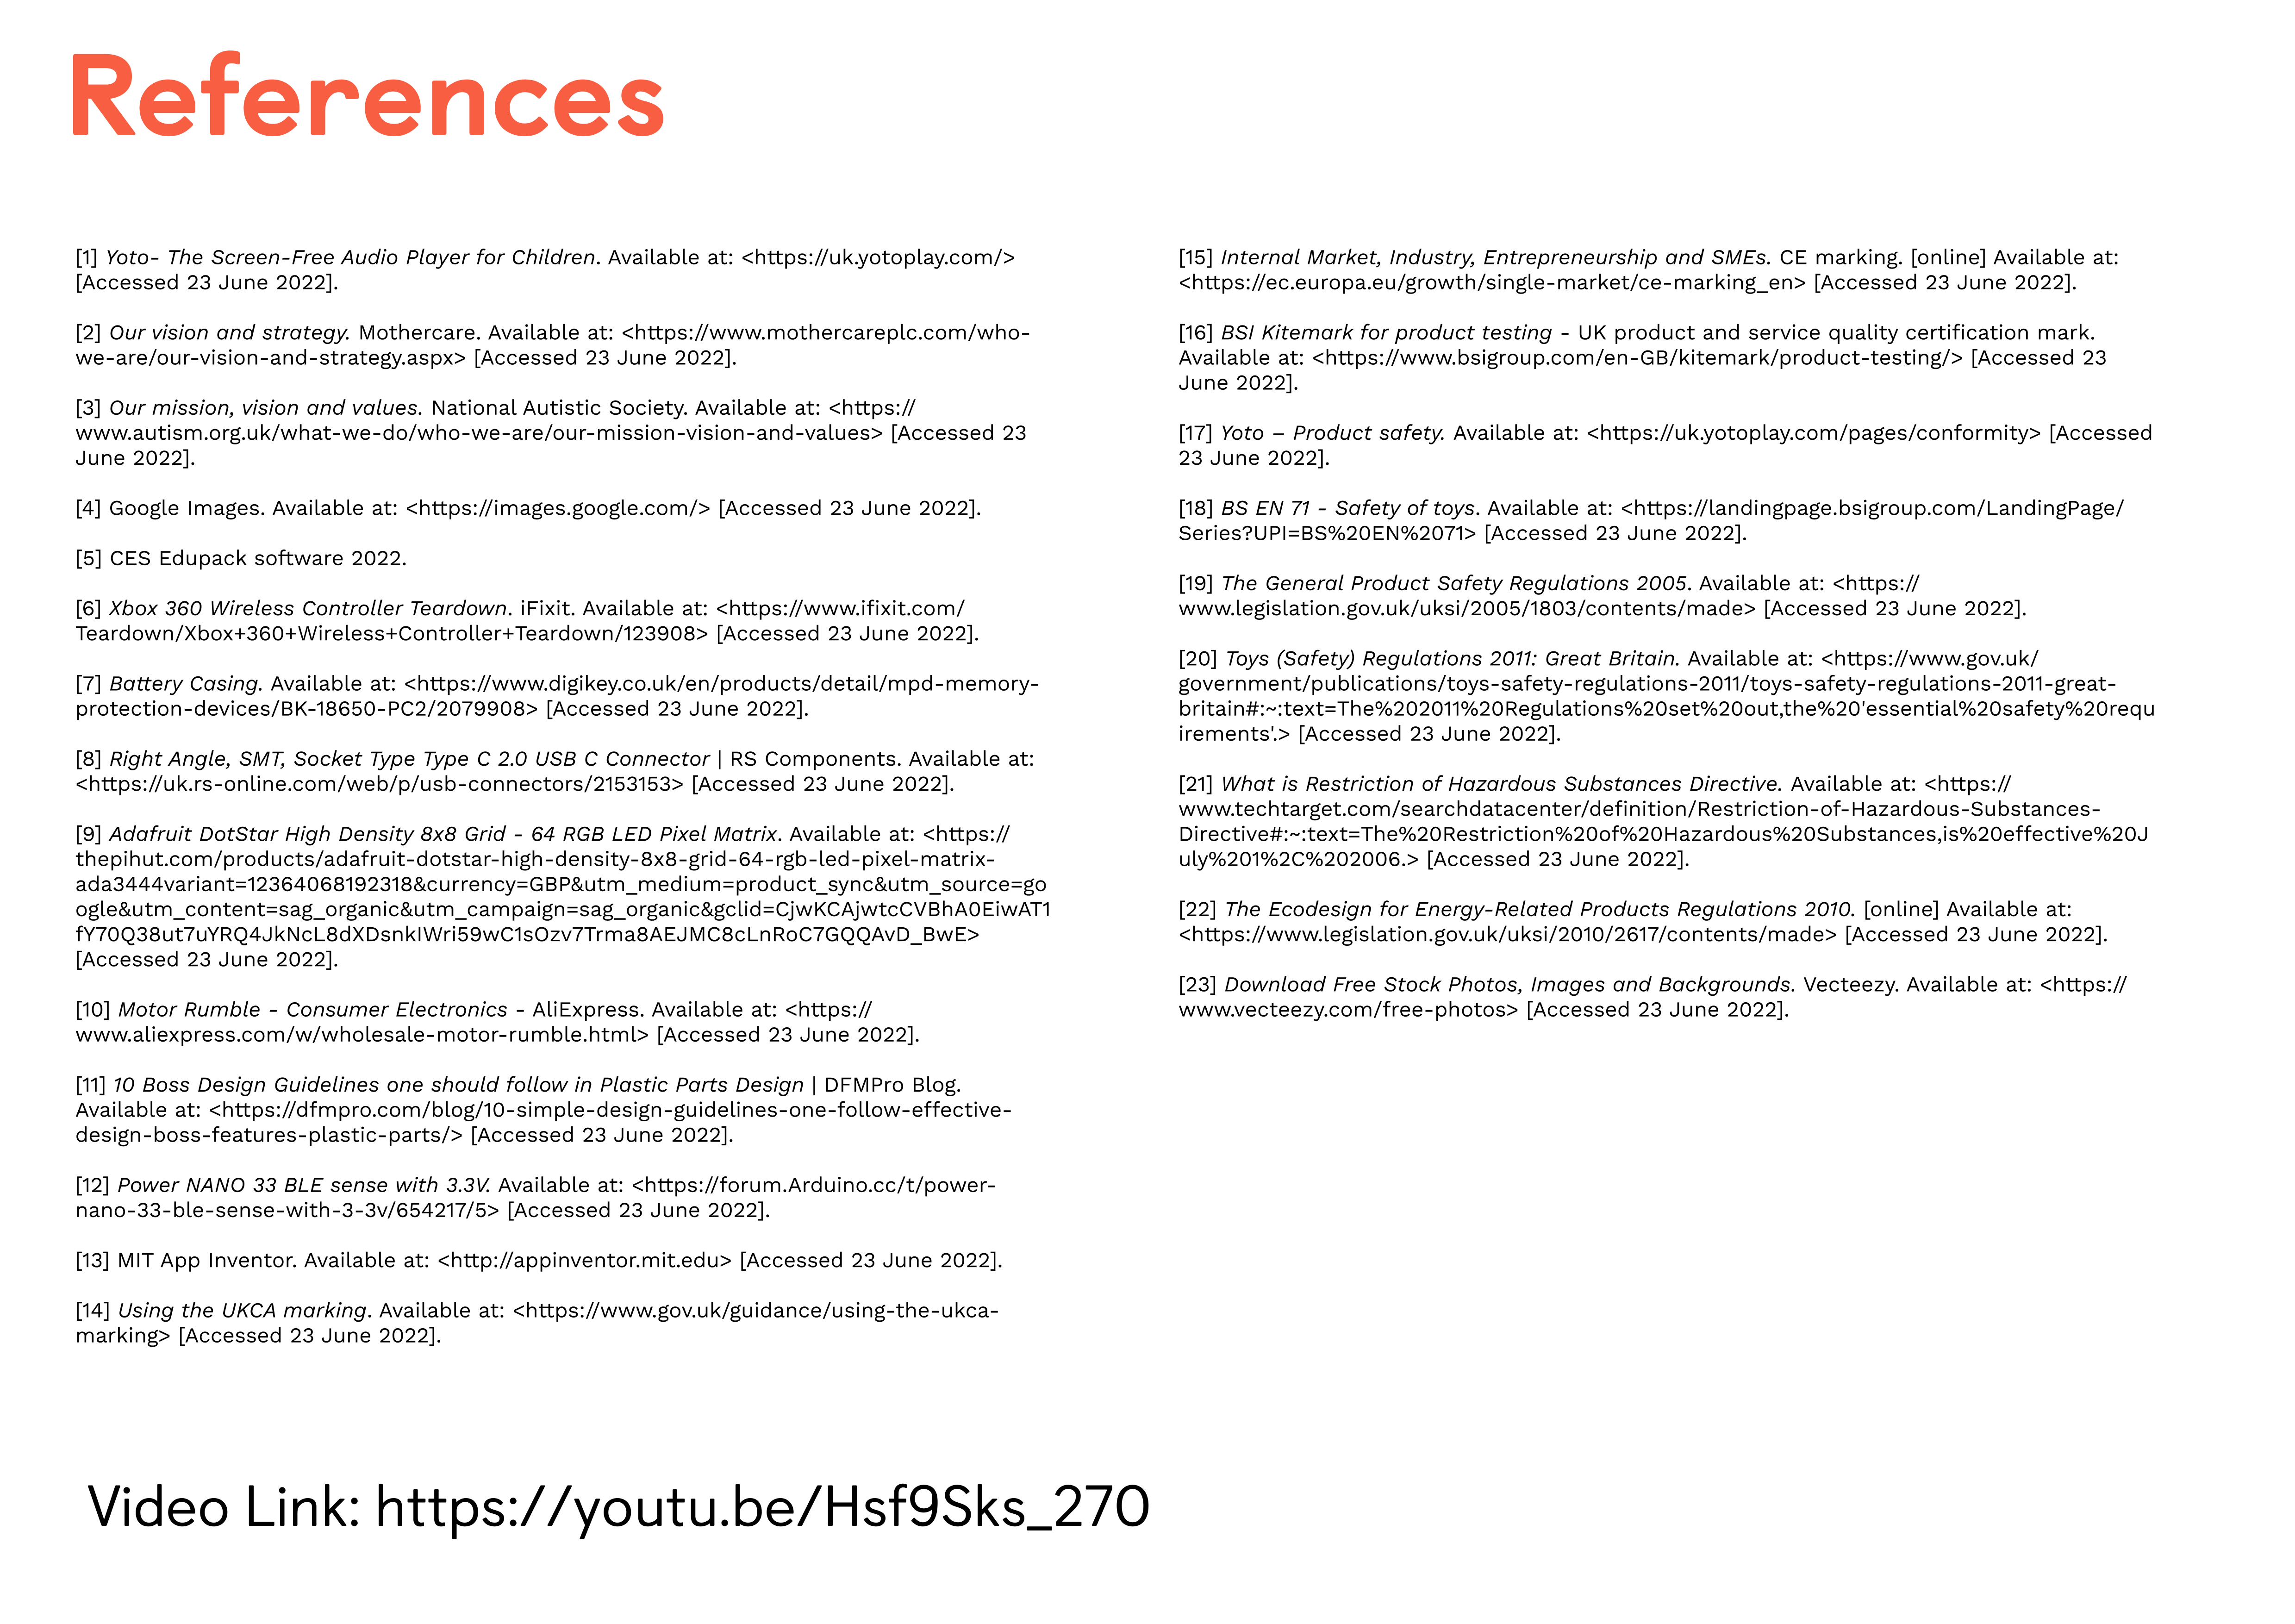 References
[1] Yoto- The Screen-Free Audio Player for Children. Available at: <https://uk.yotoplay.com/>
[Accessed 23 June 2022].
[2] Our vision and strategy. Mothercare. Available at: <https://www.mothercareplc.com/who-
we-are/our-vision-and-strategy.aspx> [Accessed 23 June 2022].
[3] Our mission, vision and values. National Autistic Society. Available at: <https://
www.autism.org.uk/what-we-do/who-we-are/our-mission-vision-and-values> [Accessed 23
June 2022].
[4] Google Images. Available at: <https://images.google.com/> [Accessed 23 June 2022].
[5] CES Edupack software 2022.
[6] Xbox 360 Wireless Controller Teardown. iFixit. Available at: <https://www.ifixit.com/
Teardown/Xbox+360+Wireless+Controller+Teardown/123908> [Accessed 23 June 2022].
[7] Battery Casing. Available at: <https://www.digikey.co.uk/en/products/detail/mpd-memory-
protection-devices/BK-18650-PC2/2079908> [Accessed 23 June 2022].
[8] Right Angle, SMT, Socket Type Type C 2.0 USB C Connector | RS Components. Available at:
<https://uk.rs-online.com/web/p/usb-connectors/2153153> [Accessed 23 June 2022].
[9] Adafruit DotStar High Density 8x8 Grid - 64 RGB LED Pixel Matrix. Available at: <https://
thepihut.com/products/adafruit-dotstar-high-density-8x8-grid-64-rgb-led-pixel-matrix-
ada3444variant=12364068192318&currency=GBP&utm_medium=product_sync&utm_source=go
ogle&utm_content=sag_organic&utm_campaign=sag_organic&gclid=CjwKCAjwtcCVBhA0EiwAT1
fY70Q38ut7uYRQ4JkNcL8dXDsnkIWri59wC1sOzv7Trma8AEJMC8cLnRoC7GQQAvD_BwE>
[Accessed 23 June 2022].
[10] Motor Rumble - Consumer Electronics - AliExpress. Available at: <https://
www.aliexpress.com/w/wholesale-motor-rumble.html> [Accessed 23 June 2022].
[11] 10 Boss Design Guidelines one should follow in Plastic Parts Design | DFMPro Blog.
Available at: <https://dfmpro.com/blog/10-simple-design-guidelines-one-follow-effective-
design-boss-features-plastic-parts/> [Accessed 23 June 2022].
[12] Power NANO 33 BLE sense with 3.3V. Available at: <https://forum.Arduino.cc/t/power-
nano-33-ble-sense-with-3-3v/654217/5> [Accessed 23 June 2022].
[13] MIT App Inventor. Available at: <http://appinventor.mit.edu> [Accessed 23 June 2022].
[14] Using the UKCA marking. Available at: <https://www.gov.uk/guidance/using-the-ukca-
marking> [Accessed 23 June 2022].
[15] Internal Market, Industry, Entrepreneurship and SMEs. CE marking. [online] Available at:
<https://ec.europa.eu/growth/single-market/ce-marking_en> [Accessed 23 June 2022].
[16] BSI Kitemark for product testing - UK product and service quality certification mark.
Available at: <https://www.bsigroup.com/en-GB/kitemark/product-testing/> [Accessed 23
June 2022].
[17] Yoto – Product safety. Available at: <https://uk.yotoplay.com/pages/conformity> [Accessed
23 June 2022].
[18] BS EN 71 - Safety of toys. Available at: <https://landingpage.bsigroup.com/LandingPage/
Series?UPI=BS%20EN%2071> [Accessed 23 June 2022].
[19] The General Product Safety Regulations 2005. Available at: <https://
www.legislation.gov.uk/uksi/2005/1803/contents/made> [Accessed 23 June 2022].
[20] Toys (Safety) Regulations 2011: Great Britain. Available at: <https://www.gov.uk/
government/publications/toys-safety-regulations-2011/toys-safety-regulations-2011-great-
britain#:~:text=The%202011%20Regulations%20set%20out,the%20'essential%20safety%20requ
irements'.> [Accessed 23 June 2022].
[21] What is Restriction of Hazardous Substances Directive. Available at: <https://
www.techtarget.com/searchdatacenter/definition/Restriction-of-Hazardous-Substances-
Directive#:~:text=The%20Restriction%20of%20Hazardous%20Substances,is%20effective%20J
uly%201%2C%202006.> [Accessed 23 June 2022].
[22] The Ecodesign for Energy-Related Products Regulations 2010. [online] Available at:
<https://www.legislation.gov.uk/uksi/2010/2617/contents/made> [Accessed 23 June 2022].
[23] Download Free Stock Photos, Images and Backgrounds. Vecteezy. Available at: <https://
www.vecteezy.com/free-photos> [Accessed 23 June 2022].
Video Link: https://youtu.be/Hsf9Sks_270